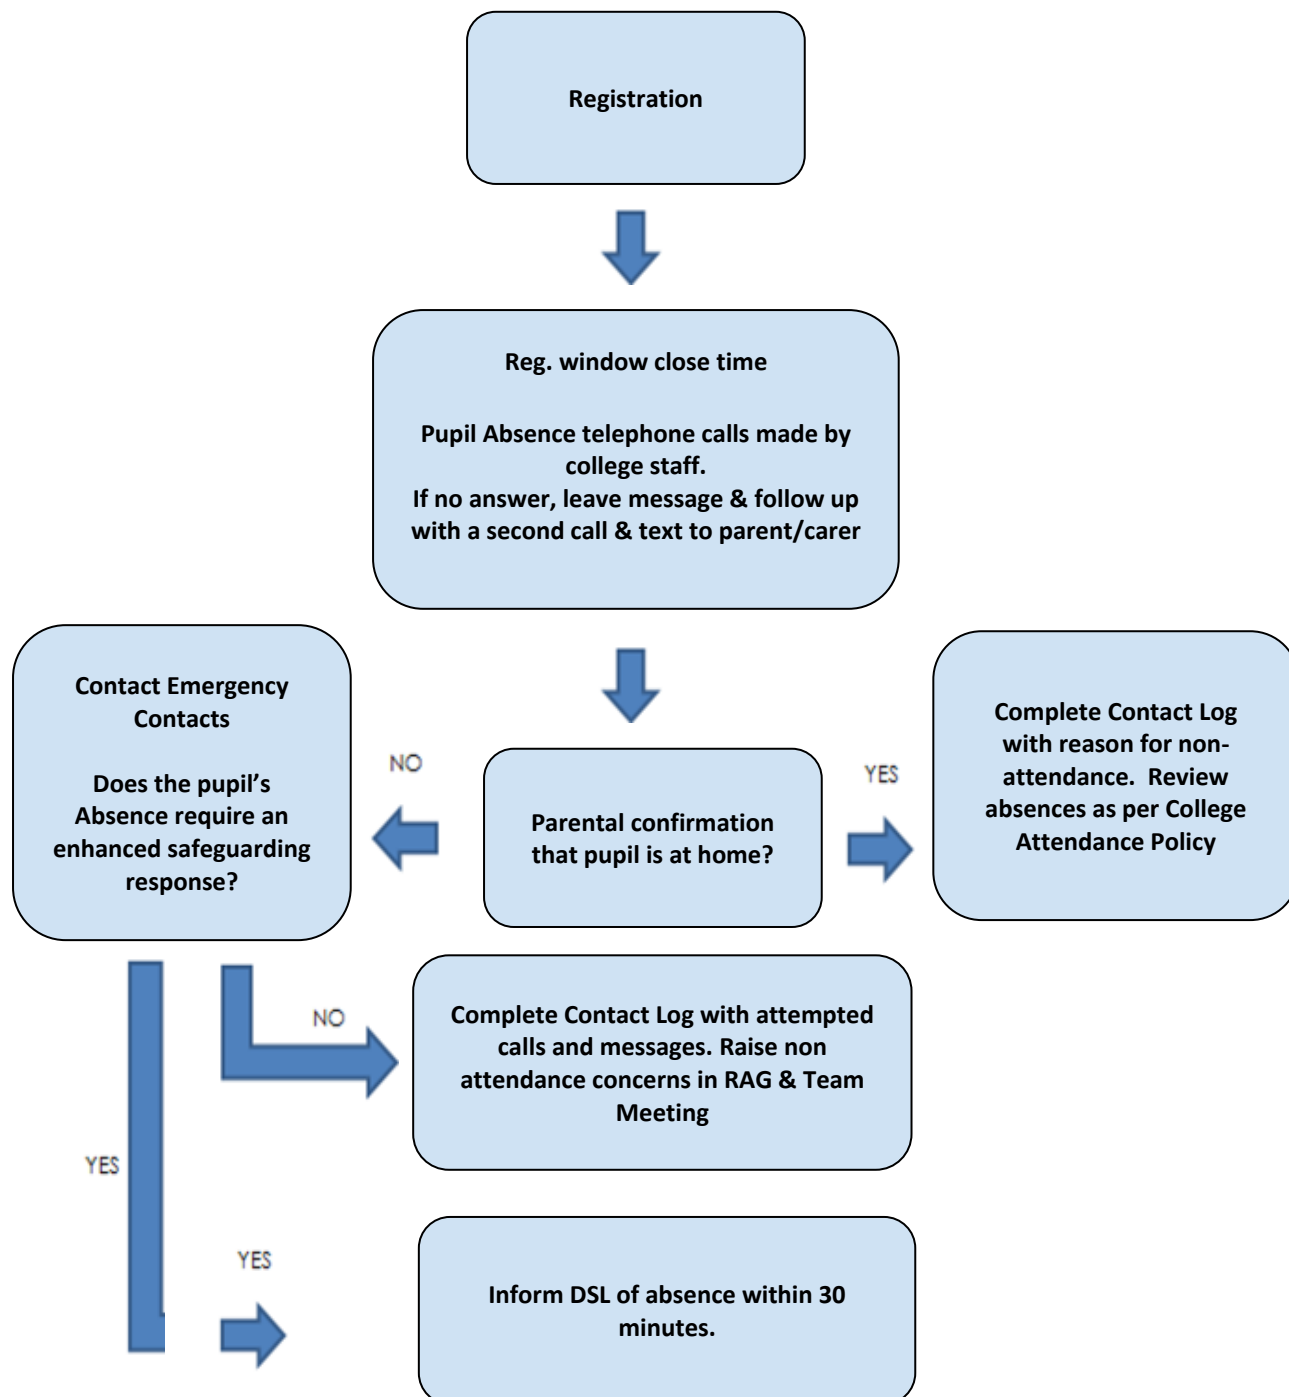 Registration
Reg. window close time
Pupil Absence telephone calls made by
college staff.
If no answer, leave message & follow up
with a second call & text to parent/carer
Contact Emergency
Contacts
Does the pupil’s
Absence require an
enhanced safeguarding
response?
NO
Parental confirmation
that pupil is at home?
YES
Complete Contact Log
with reason for non-
attendance.  Review
absences as per College
Attendance Policy
NO
Complete Contact Log with attempted
calls and messages. Raise non
attendance concerns in RAG & Team
Meeting
YES
YES
Inform DSL of absence within 30
minutes.